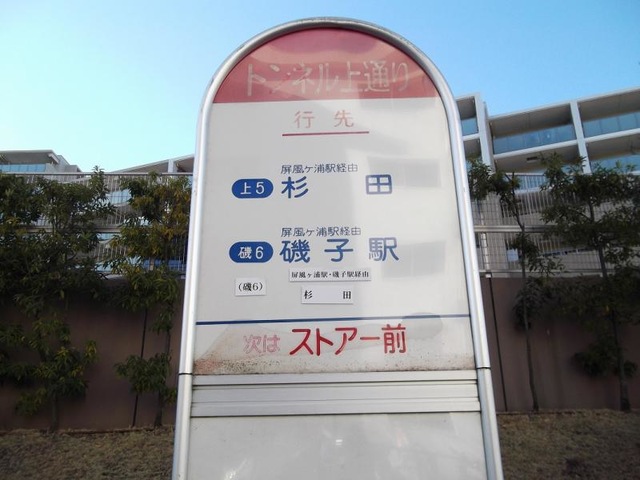 トンネル上通り
行先
屏風ケ浦駅経由
上5 杉田
屏風ケ浦駅経由
磯6 磯子駅
屏風ヶ浦駅・磯子駅経由
(磯6) 杉田
次は ストアー前